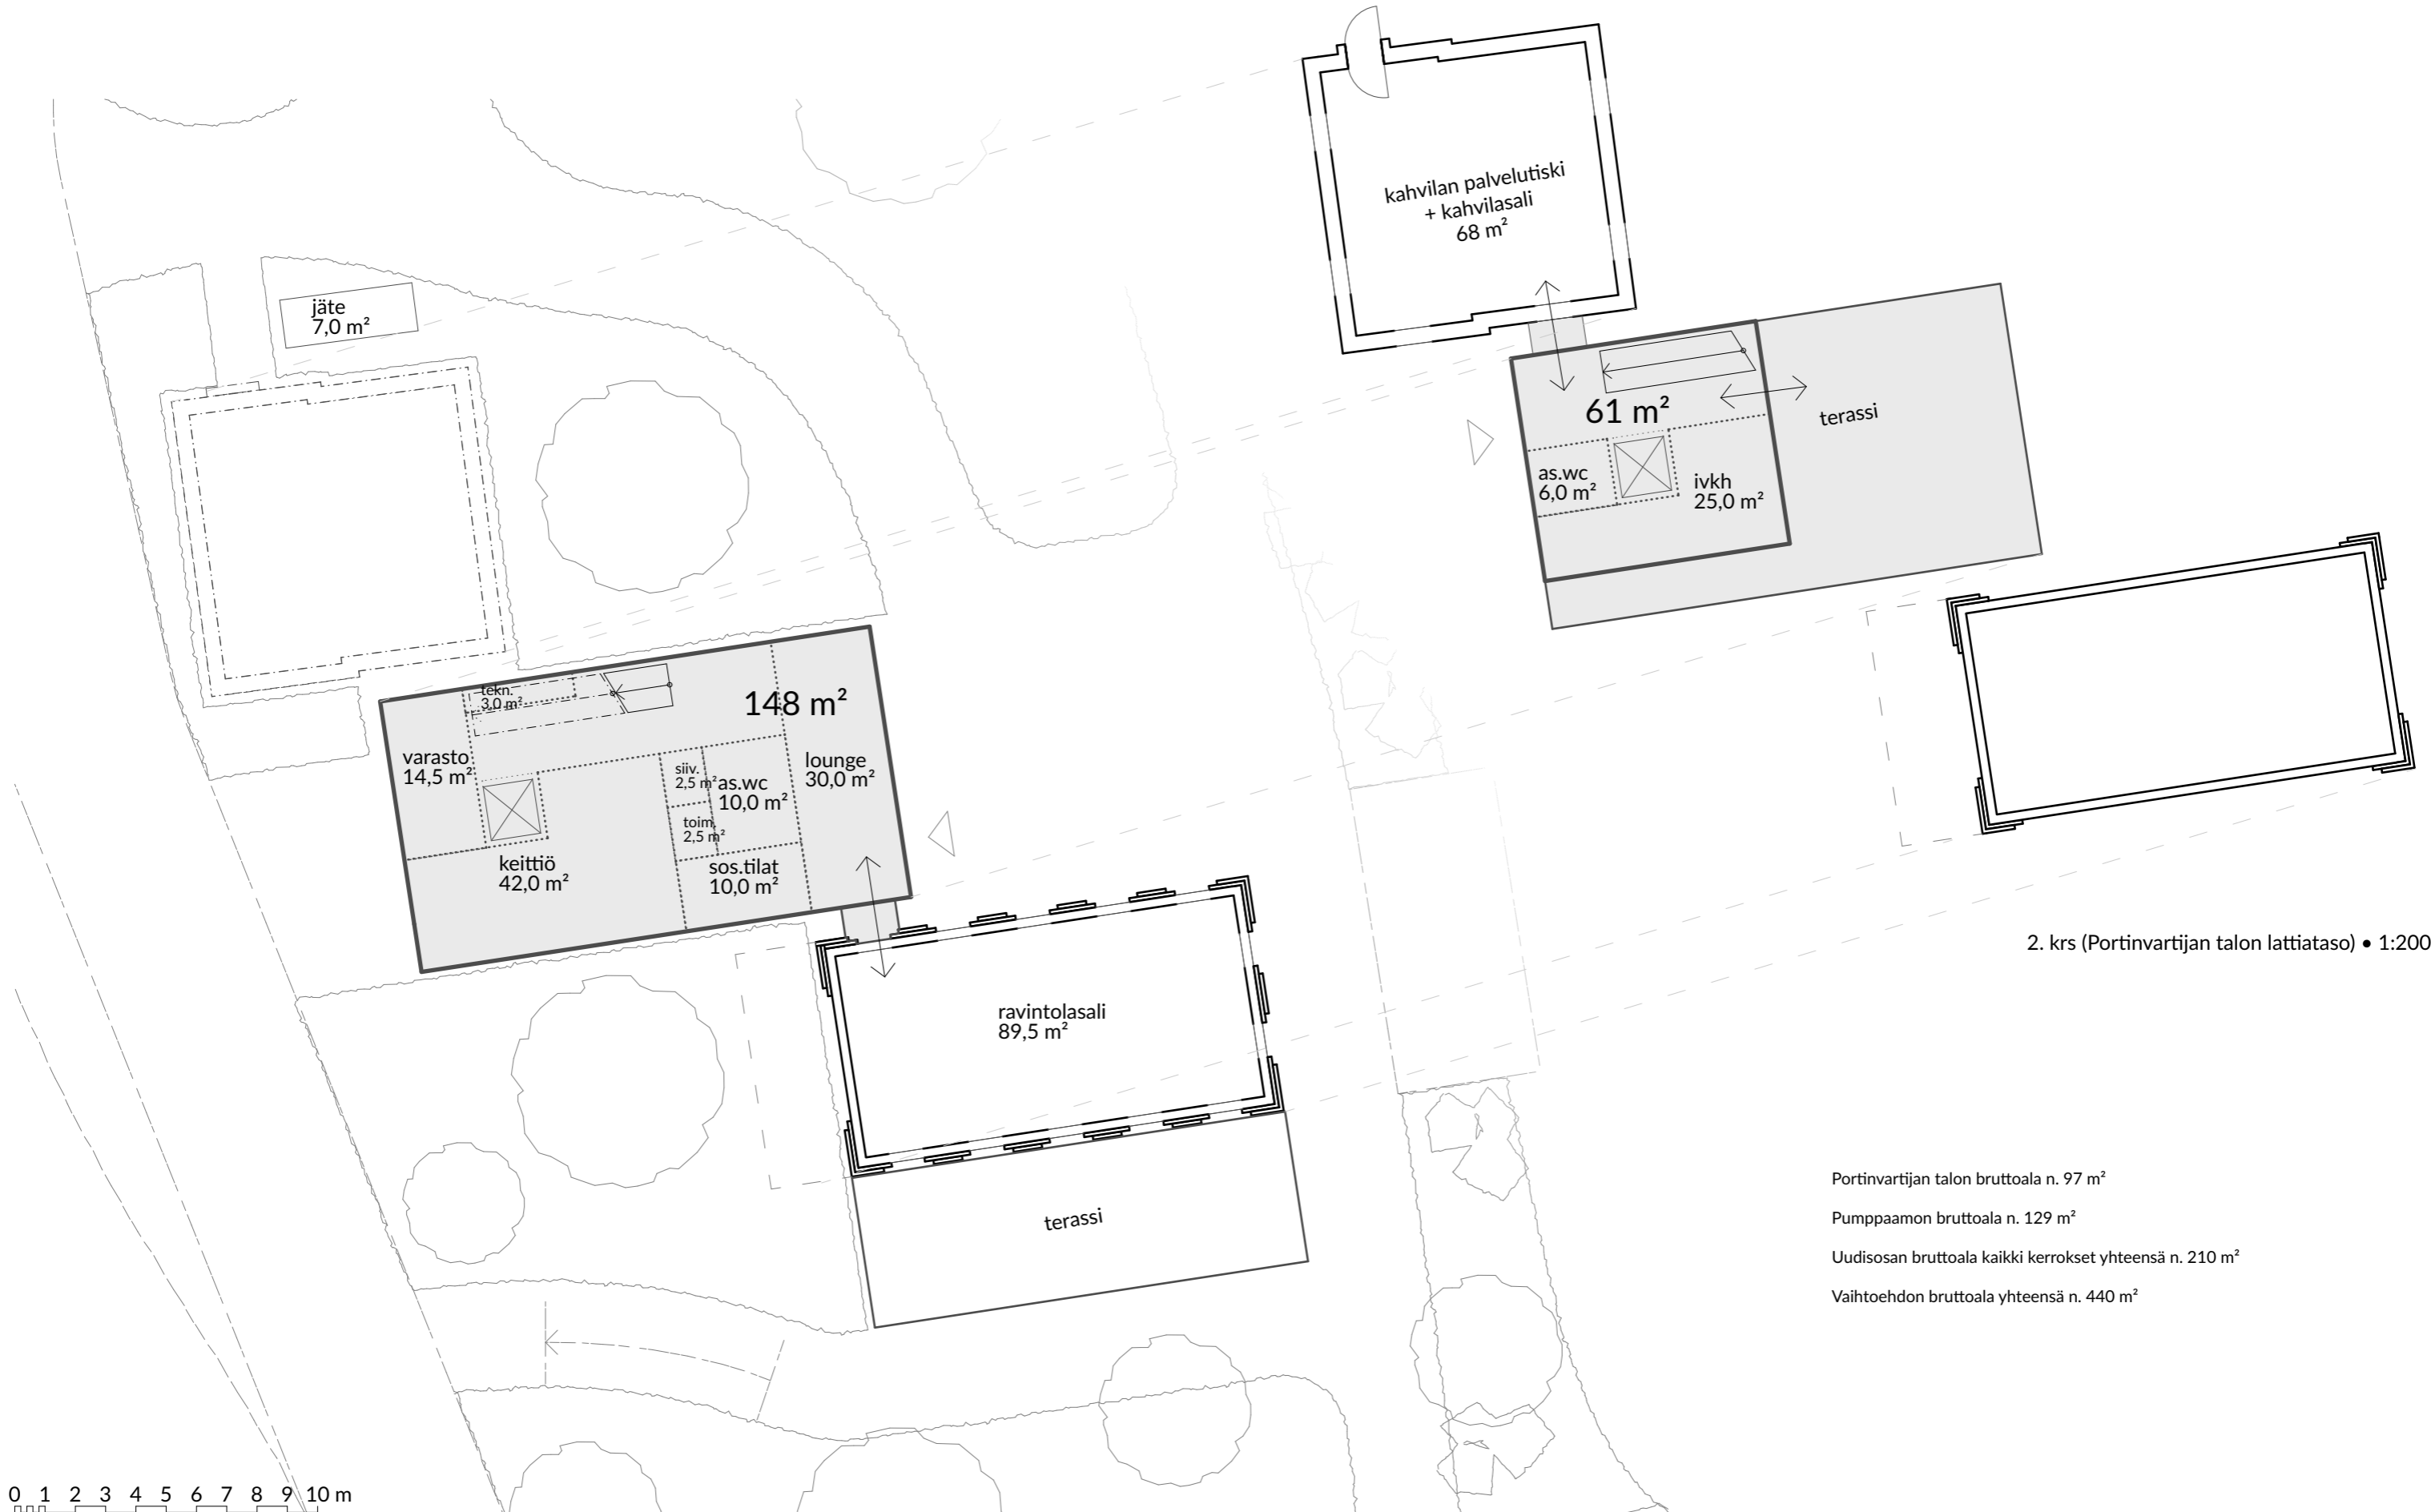 kahvilan palvelutiski
+ kahvilasali
68 m²
jäte
7,0 m²
61 m²
terassi
as.wc
6,0 m²
ivkh
25,0 m²
tekn.
3,0 m²
148 m²
varasto
14,5 m²
siiv.
2,5 m²
as.wc
10,0 m²
lounge
30,0 m²
toim.
2,5 m²
keittiö
42,0 m²
sos.tilat
10,0 m²
2. krs (Portinvartijan talon lattiataso) • 1:200
ravintolasali
89,5 m²
terassi
Portinvartijan talon bruttoala n. 97 m²
Pumppaamon bruttoala n. 129 m²
Uudisosan bruttoala kaikki kerrokset yhteensä n. 210 m²
Vaihtoehdon bruttoala yhteensä n. 440 m²
0 1 2 3 4 5 6 7 8 9 10 m